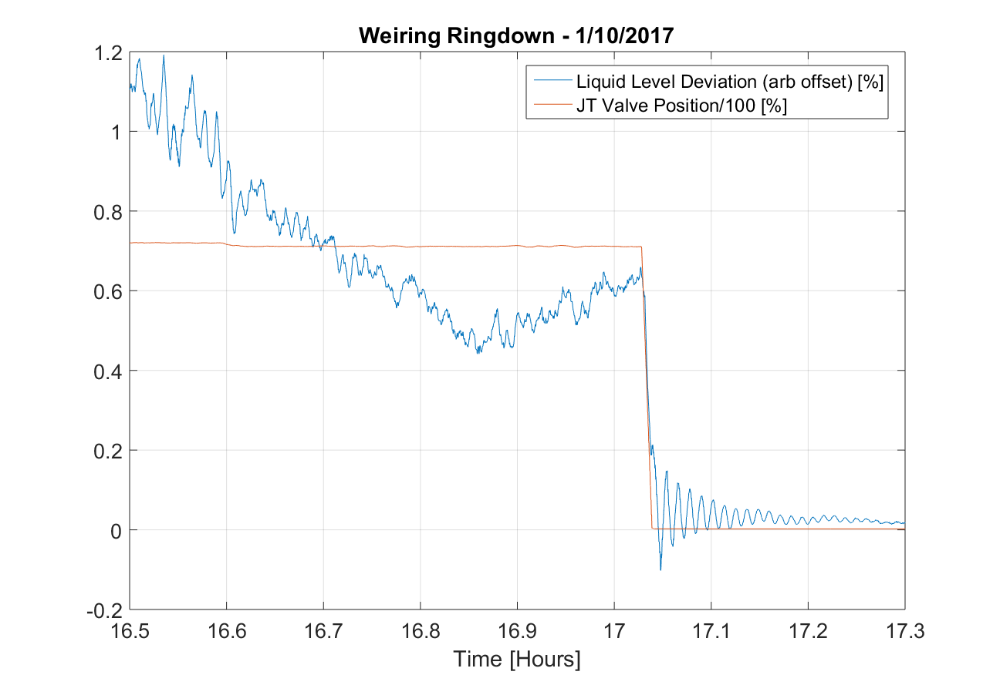 Weiring Ringdown - 1/10/2017
Liquid Level Deviation (arb offset) [%]
JT Valve Position/100 [%]
1.2
1
0.8
0.6
0.4
0.2
0
-0.2
16.5 16.6 16.7 16.8 16.9 17 17.1 17.2 17.3
Time [Hours]